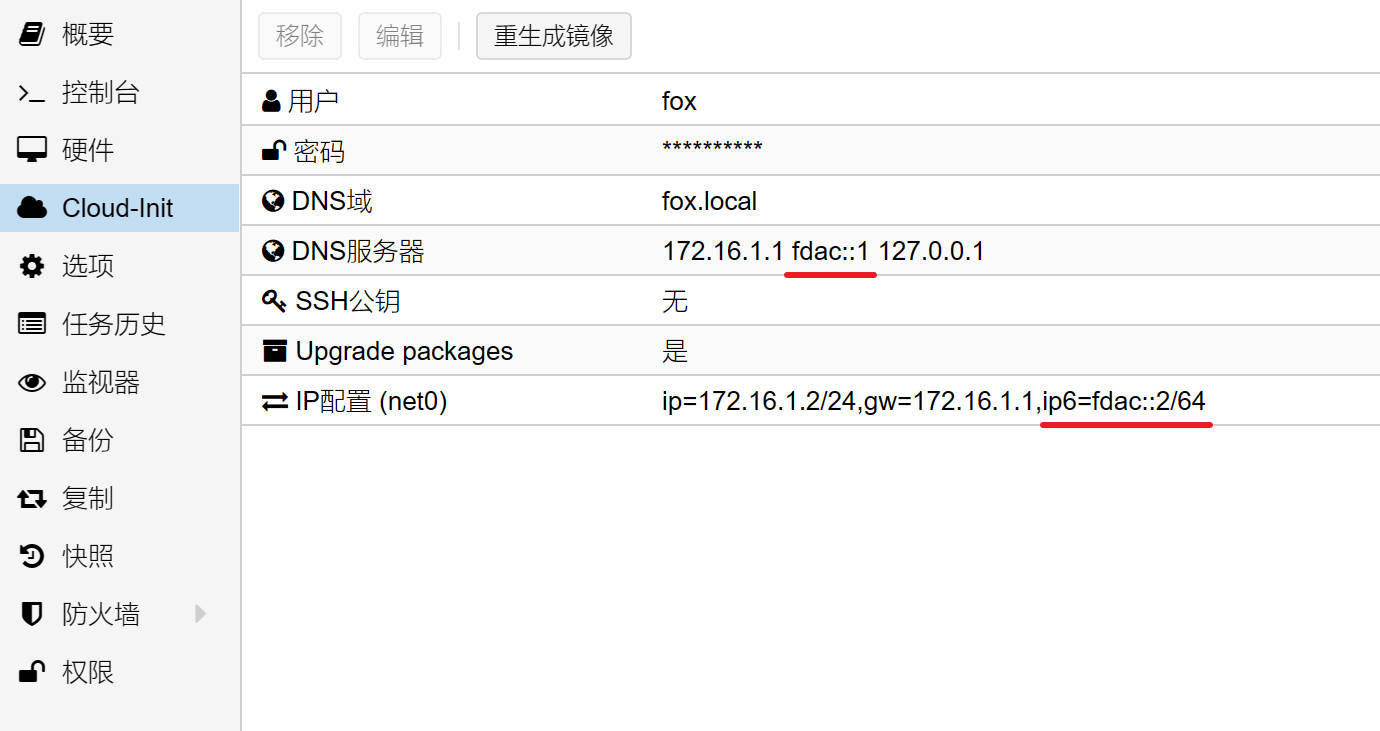 概要
控制台
硬件
Cloud-Init
选项
任务历史
监视器
备份
复制
快照
防火墙
权限
移除 编辑 重生成镜像
用户 fox
密码 **********
DNS域 fox.local
DNS服务器 172.16.1.1 fdac::1 127.0.0.1
SSH公钥 无
Upgrade packages 是
IP配置 (net0) ip=172.16.1.2/24,gw=172.16.1.1,ip6=fdac::2/64